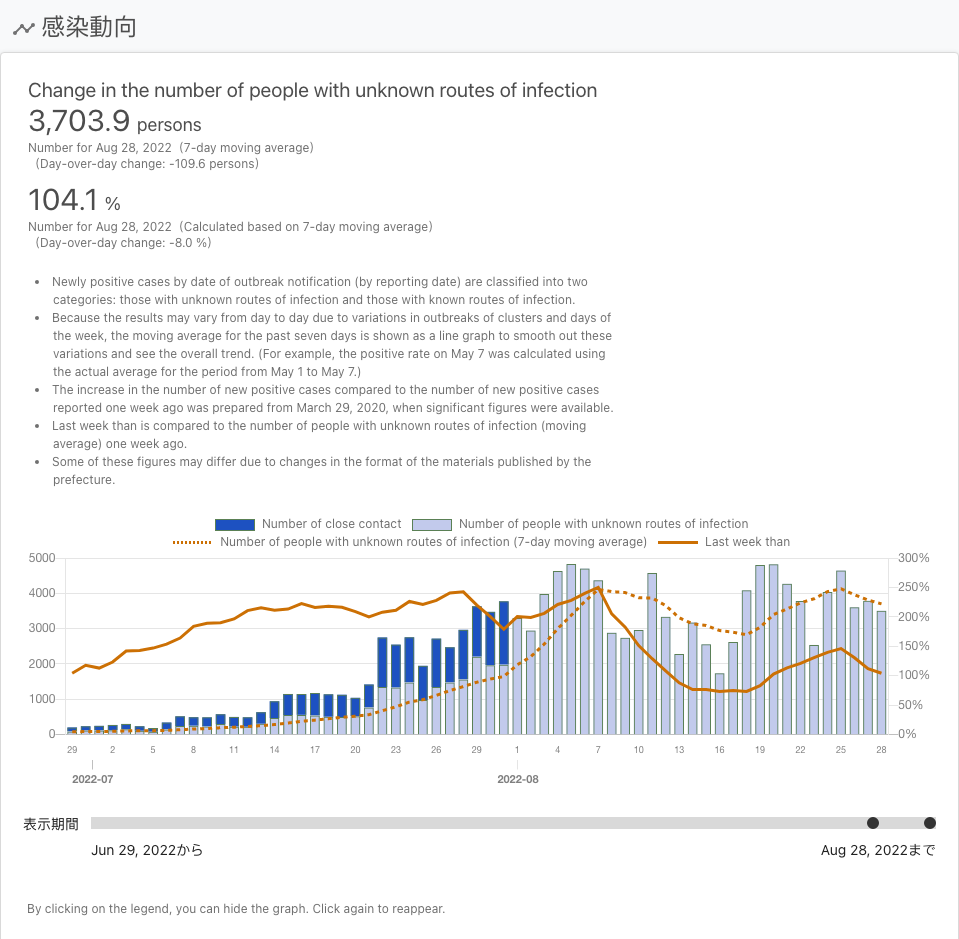 感染動向
Change in the number of people with unknown routes of infection
3,703.9 persons
Number for Aug 28, 2022  (7-day moving average)
(Day-over-day change: -109.6 persons)
104.1 %
Number for Aug 28, 2022  (Calculated based on 7-day moving average)
(Day-over-day change: -8.0 %)
• Newly positive cases by date of outbreak notification (by reporting date) are classified into two
categories: those with unknown routes of infection and those with known routes of infection.
• Because the results may vary from day to day due to variations in outbreaks of clusters and days of
the week, the moving average for the past seven days is shown as a line graph to smooth out these
variations and see the overall trend. (For example, the positive rate on May 7 was calculated using
the actual average for the period from May 1 to May 7.)
• The increase in the number of new positive cases compared to the number of new positive cases
reported one week ago was prepared from March 29, 2020, when significant figures were available.
• Last week than is compared to the number of people with unknown routes of infection (moving
average) one week ago.
• Some of these figures may differ due to changes in the format of the materials published by the
prefecture.
Number of close contact Number of people with unknown routes of infection
Number of people with unknown routes of infection (7-day moving average) Last week than
5000 300%
250%
4000
200%
3000
150%
2000
100%
1000
50%
0 0%
29 2 5 8 11 14 17 20 23 26 29 1 4 7 10 13 16 19 22 25 28
2022-07 2022-08
表示期間
Jun 29, 2022から Aug 28, 2022まで
By clicking on the legend, you can hide the graph. Click again to reappear.